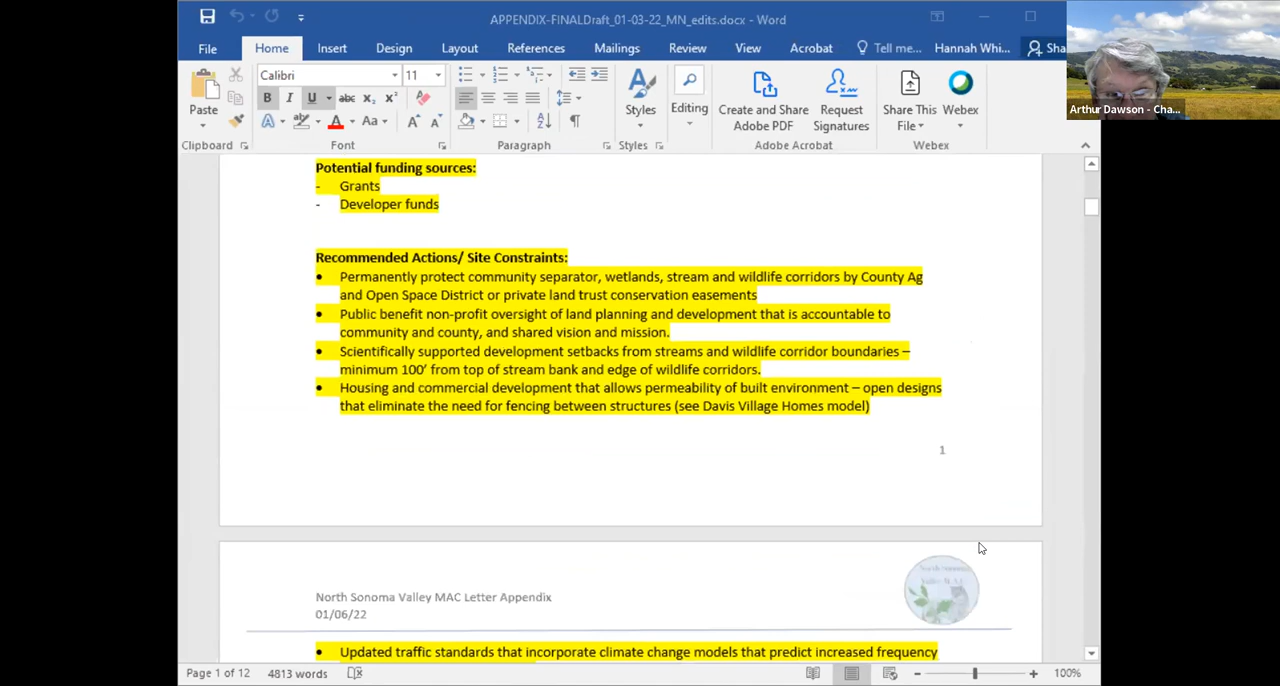 APPENDIX-FINALDraft_01-03-22_MN_edits.docx - Word
File Home Insert Design Layout References Mailings Review View Acrobat Tell me... Hannah Whi... Sha
Arthur Dawson - Cha...
Calibri 11
Paste
Styles
Editing
Create and Share Adobe PDF
Request Signatures
Share This File
Webex
Clipboard Font Paragraph Styles Adobe Acrobat Webex
Potential funding sources:
- Grants
- Developer funds
Recommended Actions/ Site Constraints:
• Permanently protect community separator, wetlands, stream and wildlife corridors by County Ag
and Open Space District or private land trust conservation easements
• Public benefit non-profit oversight of land planning and development that is accountable to
community and county, and shared vision and mission.
• Scientifically supported development setbacks from streams and wildlife corridor boundaries –
minimum 100’ from top of stream bank and edge of wildlife corridors.
• Housing and commercial development that allows permeability of built environment – open designs
that eliminate the need for fencing between structures (see Davis Village Homes model)
1
North Sonoma
Valley M.A.C
North Sonoma Valley MAC Letter Appendix
01/06/22
• Updated traffic standards that incorporate climate change models that predict increased frequency
Page 1 of 12 4813 words 100%